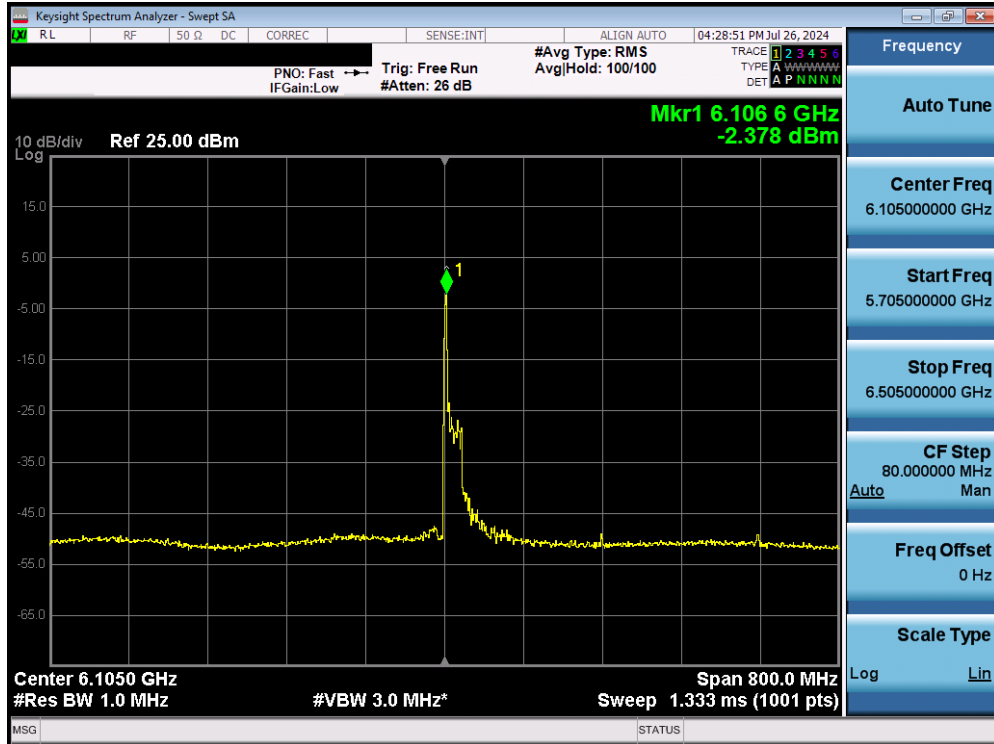 Keysight Spectrum Analyzer - Swept SA
LXI RL RF 50 Ω DC CORREC SENSE:INT ALIGN AUTO 04:28:51 PM Jul 26, 2024
PNO: Fast
IFGain:Low
Trig: Free Run
#Atten: 26 dB
#Avg Type: RMS
Avg|Hold: 100/100
TRACE 1 2 3 4 5 6
TYPE A WWWWW
DET A P N N N N
Mkr1 6.106 6 GHz
-2.378 dBm
10 dB/div Ref 25.00 dBm
Log
15.0
5.00
-5.00
-15.0
-25.0
-35.0
-45.0
-55.0
-65.0
1
Center 6.1050 GHz Span 800.0 MHz
#Res BW 1.0 MHz #VBW 3.0 MHz* Sweep 1.333 ms (1001 pts)
MSG STATUS
Frequency
Auto Tune
Center Freq
6.105000000 GHz
Start Freq
5.705000000 GHz
Stop Freq
6.505000000 GHz
CF Step
80.000000 MHz
Auto Man
Freq Offset
0 Hz
Scale Type
Log Lin